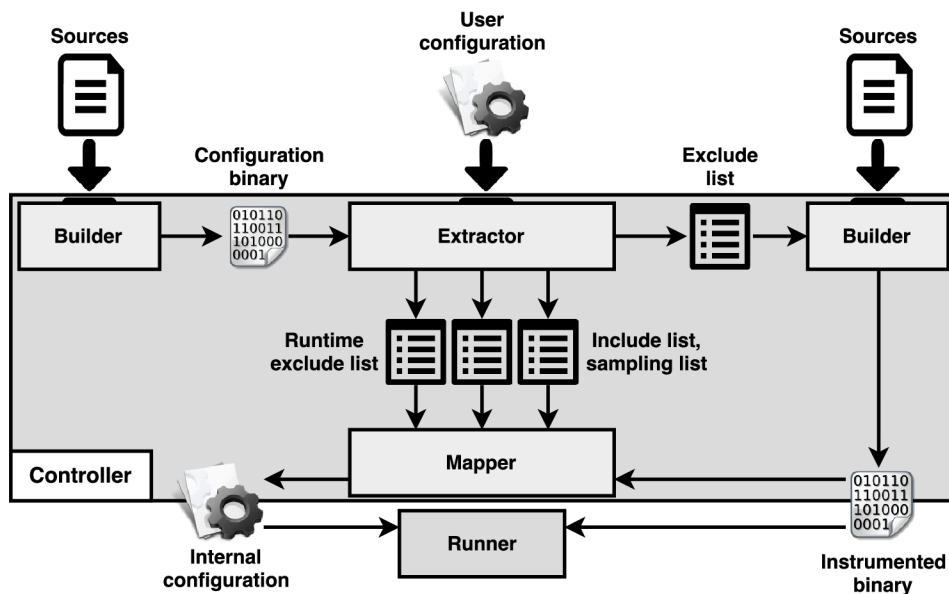 Sources
User
configuration
Sources
Configuration
binary
Exclude
list
Builder
010110
110011
101000
0001
Extractor
Builder
Runtime
exclude list
Include list,
sampling list
Controller
Mapper
010110
110011
101000
0001
Internal
configuration
Runner
Instrumented
binary